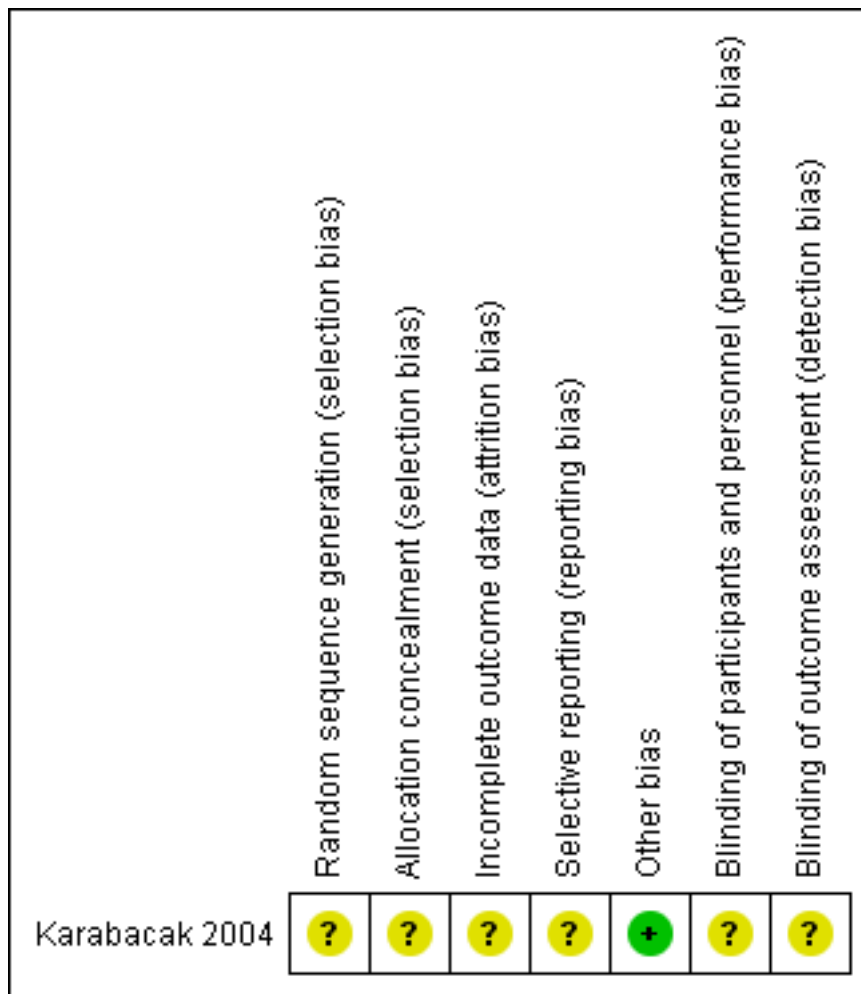 Random sequence generation (selection bias)
Allocation concealment (selection bias)
Incomplete outcome data (attrition bias)
Selective reporting (reporting bias)
Other bias
Blinding of participants and personnel (performance bias)
Blinding of outcome assessment (detection bias)
Karabacak 2004 ? ? ? ? + ? ?